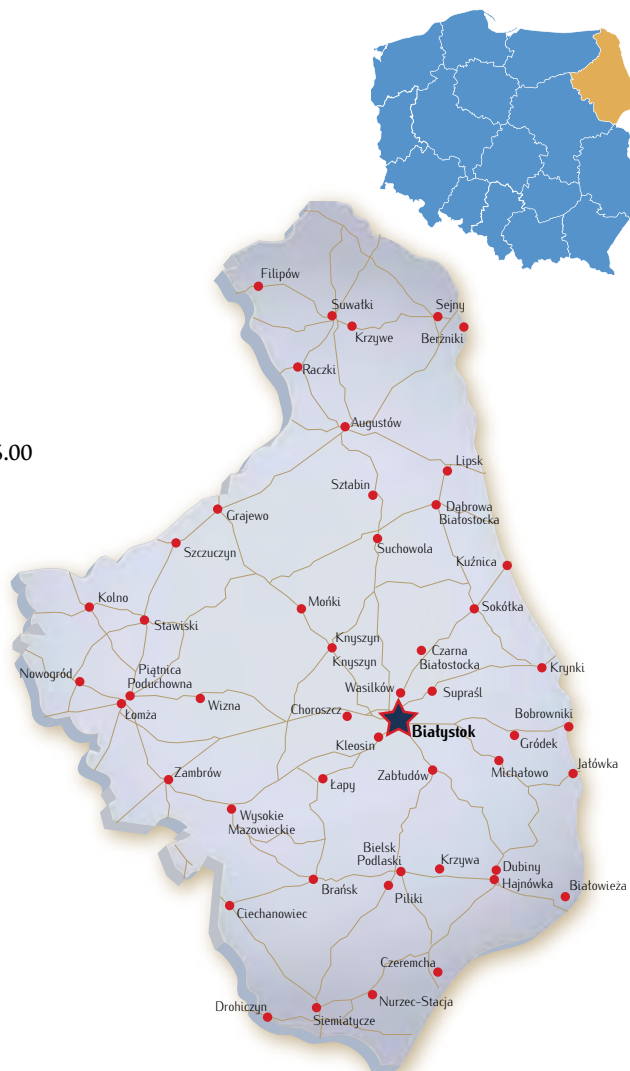 Filipów
Suwałki
Sejny
Krzywe
Berżniki
Raczki
Augustów
5.00
Lipsk
Sztabin
Dąbrowa
Białostocka
Grajewo
Szczuczyn
Suchowola
Kuźnica
Kolno
Mońki
Sokółka
Stawiski
Knyszyn
Knyszyn
Czarna
Białostocka
Krynki
Nowogród
Piątnica
Poduchowna
Wasilków
Supraśl
Wizna
Choroszcz
Łomża
Bobrowniki
Białystok
Kleosin
Gródek
Jałówka
Zambrów
Zabłudów
Michałowo
Łapy
Wysokie
Mazowieckie
Bielsk
Podlaski
Krzywa
Dubiny
Hajnówka
Białowieża
Brańsk
Piliki
Ciechanowiec
Czeremcha
Nurzec-Stacja
Drohiczyn
Siemiatycze